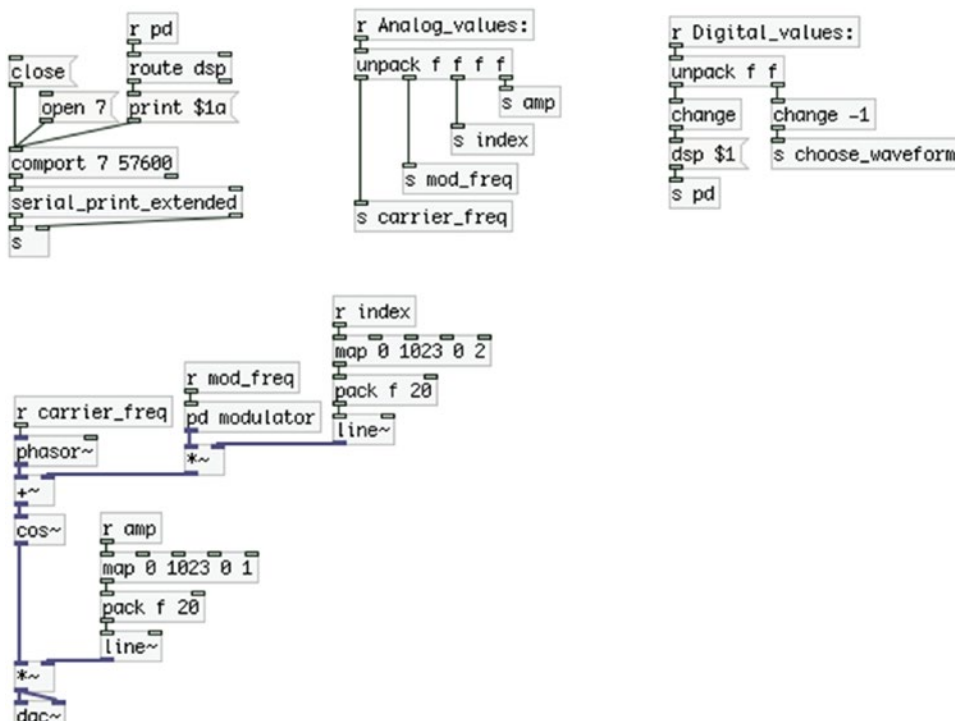 r pd
close
route dsp
open 7
print $1a
comport 7 57600
serial_print_extended
s
r Analog_values:
unpack f f f f
s amp
s index
s mod_freq
s carrier_freq
r Digital_values:
unpack f f
change
change -1
dsp $1
s choose_waveform
s pd
r index
map 0 1023 0 2
r mod_freq
pack f 20
r carrier_freq
pd modulator
line~
phasor~
*~
+~
cos~
r amp
map 0 1023 0 1
pack f 20
line~
*~
dac~